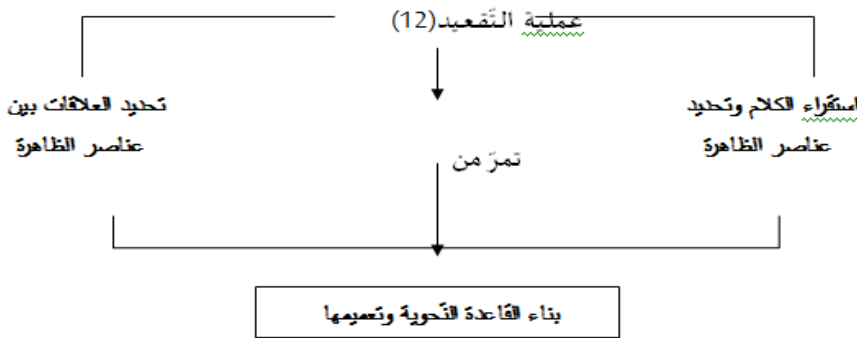 عملية التّقعيد(12)
استقراء الكلام وتحديد
عناصر الظاهرة
تحديد العلاقات بين
عناصر الظاهرة
تمرّ من
بناء القاعدة النّحوية وتعميمها